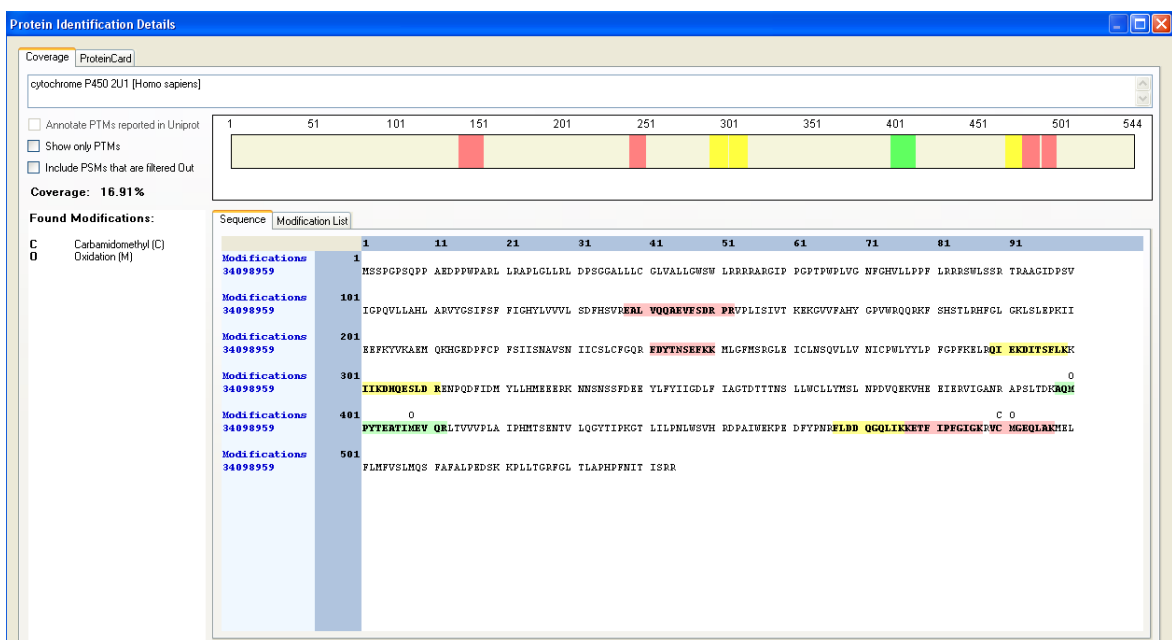 Protein Identification Details
Coverage ProteinCard
cytochrome P450 2U1 [Homo sapiens]
Annotate PTMs reported in Uniprot
Show only PTMs
Include PSMs that are filtered Out
Coverage: 16.91%
1 51 101 151 201 251 301 351 401 451 501 544
Found Modifications:
C Carbamidomethyl (C)
O Oxidation (M)
Sequence Modification List
1 11 21 31 41 51 61 71 81 91
Modifications 1
34098959 MSSPGPSQPP AEDPPWPARL LRAPLGLLRL DPSGGALLLC GLVALLGWSW LRRRRARGIP PGPTPWPLVG NFGHVLLPPF LRRRSWLSSR TRAAGIDPSV
Modifications 101
34098959 IGPQVLLAHL ARVYGSIFSF FIGHYLVVVL SDFHSVREAL VQQAEVFSDR PRVPLISIVT KEKGVVFAHY GPVWRQQRKF SHSTLRHFGL GKLSLEPKII
Modifications 201
34098959 EEFKYVKAEM QKHGEDPFCP FSIISNAVSN IICSLCFGQR FDYTNSEFKK MLGFMSRGLE ICLNSQVLLV NICPWLYYLP FGPFKELRQI EKDITSFLKK
Modifications 301 O
34098959 IIKDHQESLD RENPQDFIDM YLLHMEEERK NNSNSSFDEE YLFYIIGDLF IAGTDTTTNS LLWCLLYMSL NPDVQEKVHE EIERVIGANR APSLTDKAQM
Modifications 401 O C O
34098959 PYTEATIMEV QRLTVVVPLA IPHMTSENTV LQGYTIPKGT LILPNLWSVH RDPAIWEKPE DFYPNRFLDD QGQLIKKETF IPFGIGKRVC MGEQLAKMEL
Modifications 501
34098959 FLMFVSLMQS FAFALPEDSK KPLLTGRFGL TLAPHPFNIT ISRR